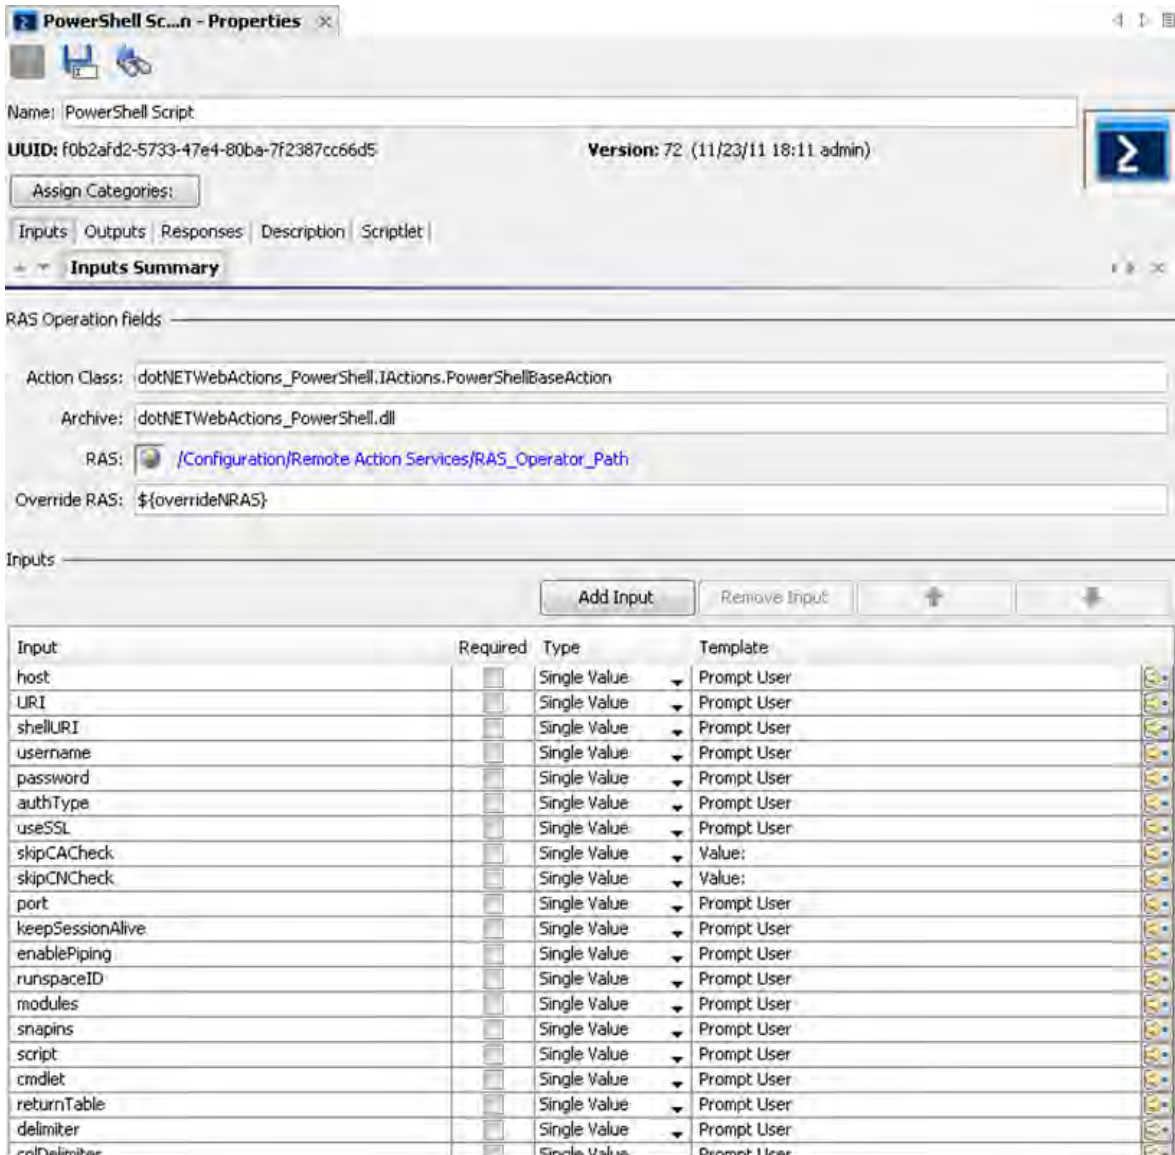 PowerShell Sc...n - Properties
Name: PowerShell Script
UUID: f0b2afd2-5733-47e4-80ba-7f2387cc66d5 Version: 72 (11/23/11 18:11 admin)
Assign Categories:
Inputs Outputs Responses Description Scriptlet
Inputs Summary
RAS Operation fields
Action Class: dotNETWebActions_PowerShell.IActions.PowerShellBaseAction
Archive: dotNETWebActions_PowerShell.dll
RAS: /Configuration/Remote Action Services/RAS_Operator_Path
Override RAS: ${overrideNRAS}
Inputs
Add Input Remove Input
Input Required Type Template
host Single Value Prompt User
URI Single Value Prompt User
shellURI Single Value Prompt User
username Single Value Prompt User
password Single Value Prompt User
authType Single Value Prompt User
useSSL Single Value Prompt User
skipCACheck Single Value Value:
skipCNCheck Single Value Value:
port Single Value Prompt User
keepSessionAlive Single Value Prompt User
enablePiping Single Value Prompt User
runspaceID Single Value Prompt User
modules Single Value Prompt User
snapins Single Value Prompt User
script Single Value Prompt User
cmdlet Single Value Prompt User
returnTable Single Value Prompt User
delimiter Single Value Prompt User
colDelimiter Single Value Prompt User